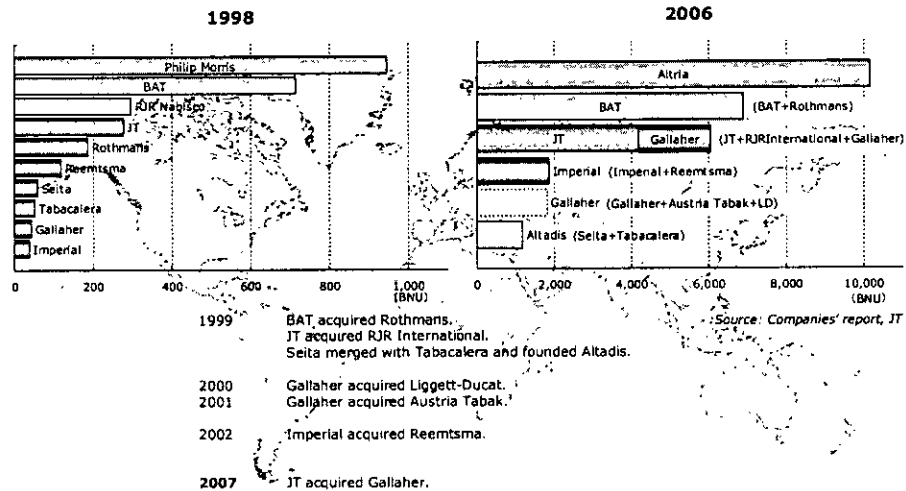 1998
Philip Morris
BAT
RJR Nabisco
JT
Rothmans
Reemtsma
Seita
Tabacalera
Gallaher
Imperial
0 200 400 600 800 1,000
(BNU)
2006
Altria
BAT (BAT+Rothmans)
JT Gallaher (JT+RJRInternational+Gallaher)
Imperial (Imperial+Reemtsma)
Gallaher (Gallaher+Austria Tabak+LD)
Altadis (Seita+Tabacalera)
0 2,000 4,000 6,000 8,000 10,000
(BNU)
Source: Companies' report, JT
1999 BAT acquired Rothmans.
JT acquired RJR International.
Seita merged with Tabacalera and founded Altadis.
2000 Gallaher acquired Liggett-Ducat.
2001 Gallaher acquired Austria Tabak.
2002 Imperial acquired Reemtsma.
2007 JT acquired Gallaher.